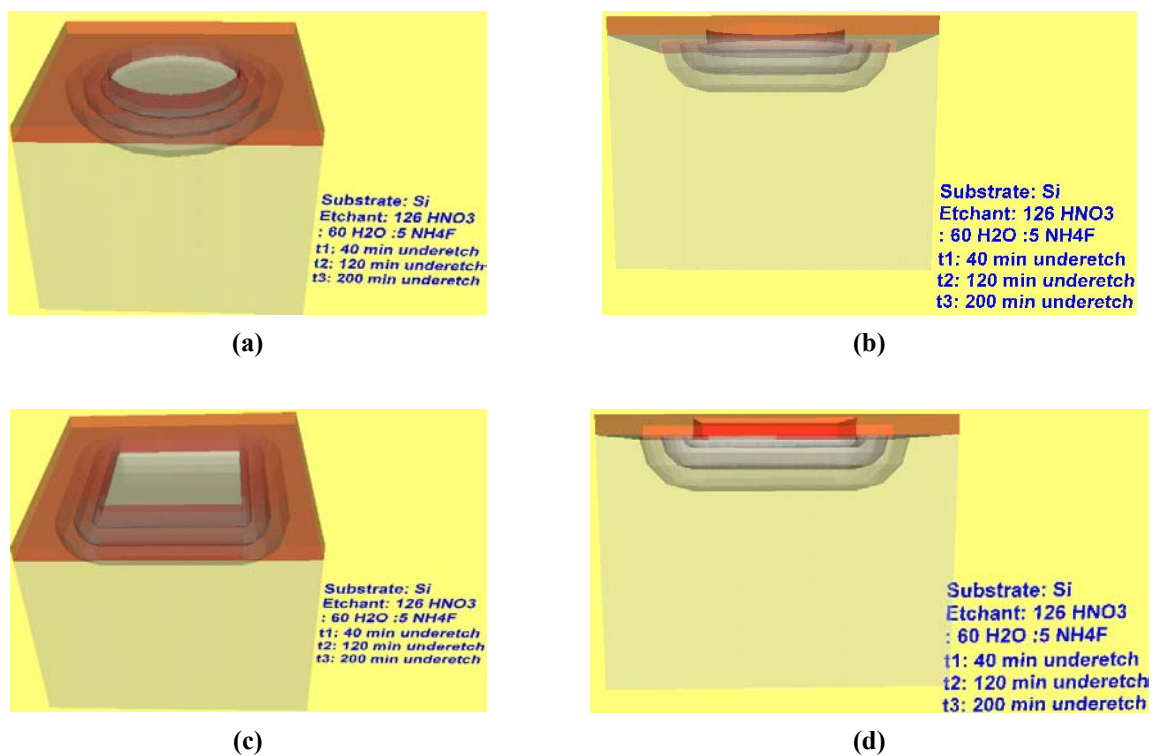 Substrate: Si
Etchant: 126 HNO3
: 60 H2O :5 NH4F
t1: 40 min underetch
t2: 120 min underetch
t3: 200 min underetch
(a)
Substrate: Si
Etchant: 126 HNO3
: 60 H2O :5 NH4F
t1: 40 min underetch
t2: 120 min underetch
t3: 200 min underetch
(b)
Substrate: Si
Etchant: 126 HNO3
: 60 H2O :5 NH4F
t1: 40 min underetch
t2: 120 min underetch
t3: 200 min underetch
(c)
Substrate: Si
Etchant: 126 HNO3
: 60 H2O :5 NH4F
t1: 40 min underetch
t2: 120 min underetch
t3: 200 min underetch
(d)